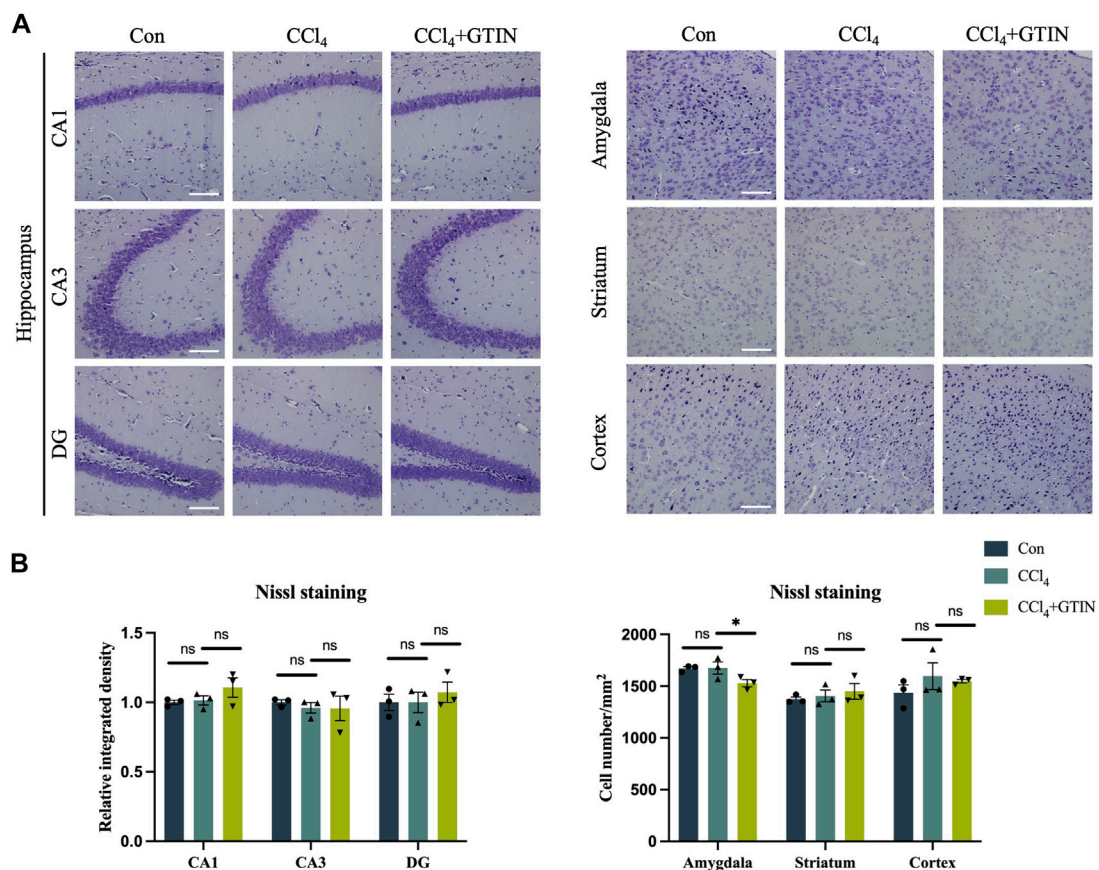 A
Con CCl₄ CCl₄+GTIN
Hippocampus
CA1
CA3
DG
Con CCl₄ CCl₄+GTIN
Amygdala
Striatum
Cortex
B
Con
CCl₄
CCl₄+GTIN
Nissl staining
Relative integrated density
1.5
1.0
0.5
0.0
ns ns ns ns ns ns
CA1 CA3 DG
Nissl staining
Cell number/mm²
2000
1500
1000
500
0
ns * ns ns ns ns
Amygdala Striatum Cortex